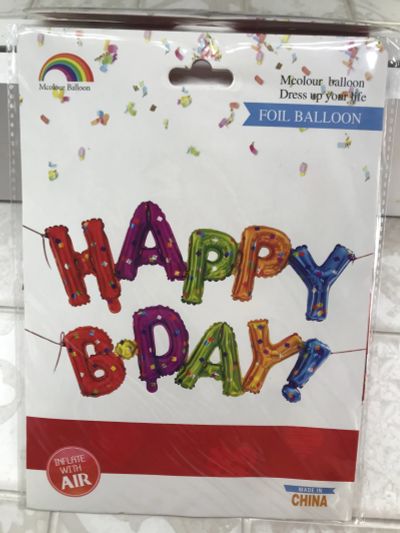 Mcolour Balloon
Mcolour balloon
Dress up your life
FOIL BALLOON
HAPPY
B·DAY!
INFLATE
WITH
AIR
MADE IN
CHINA